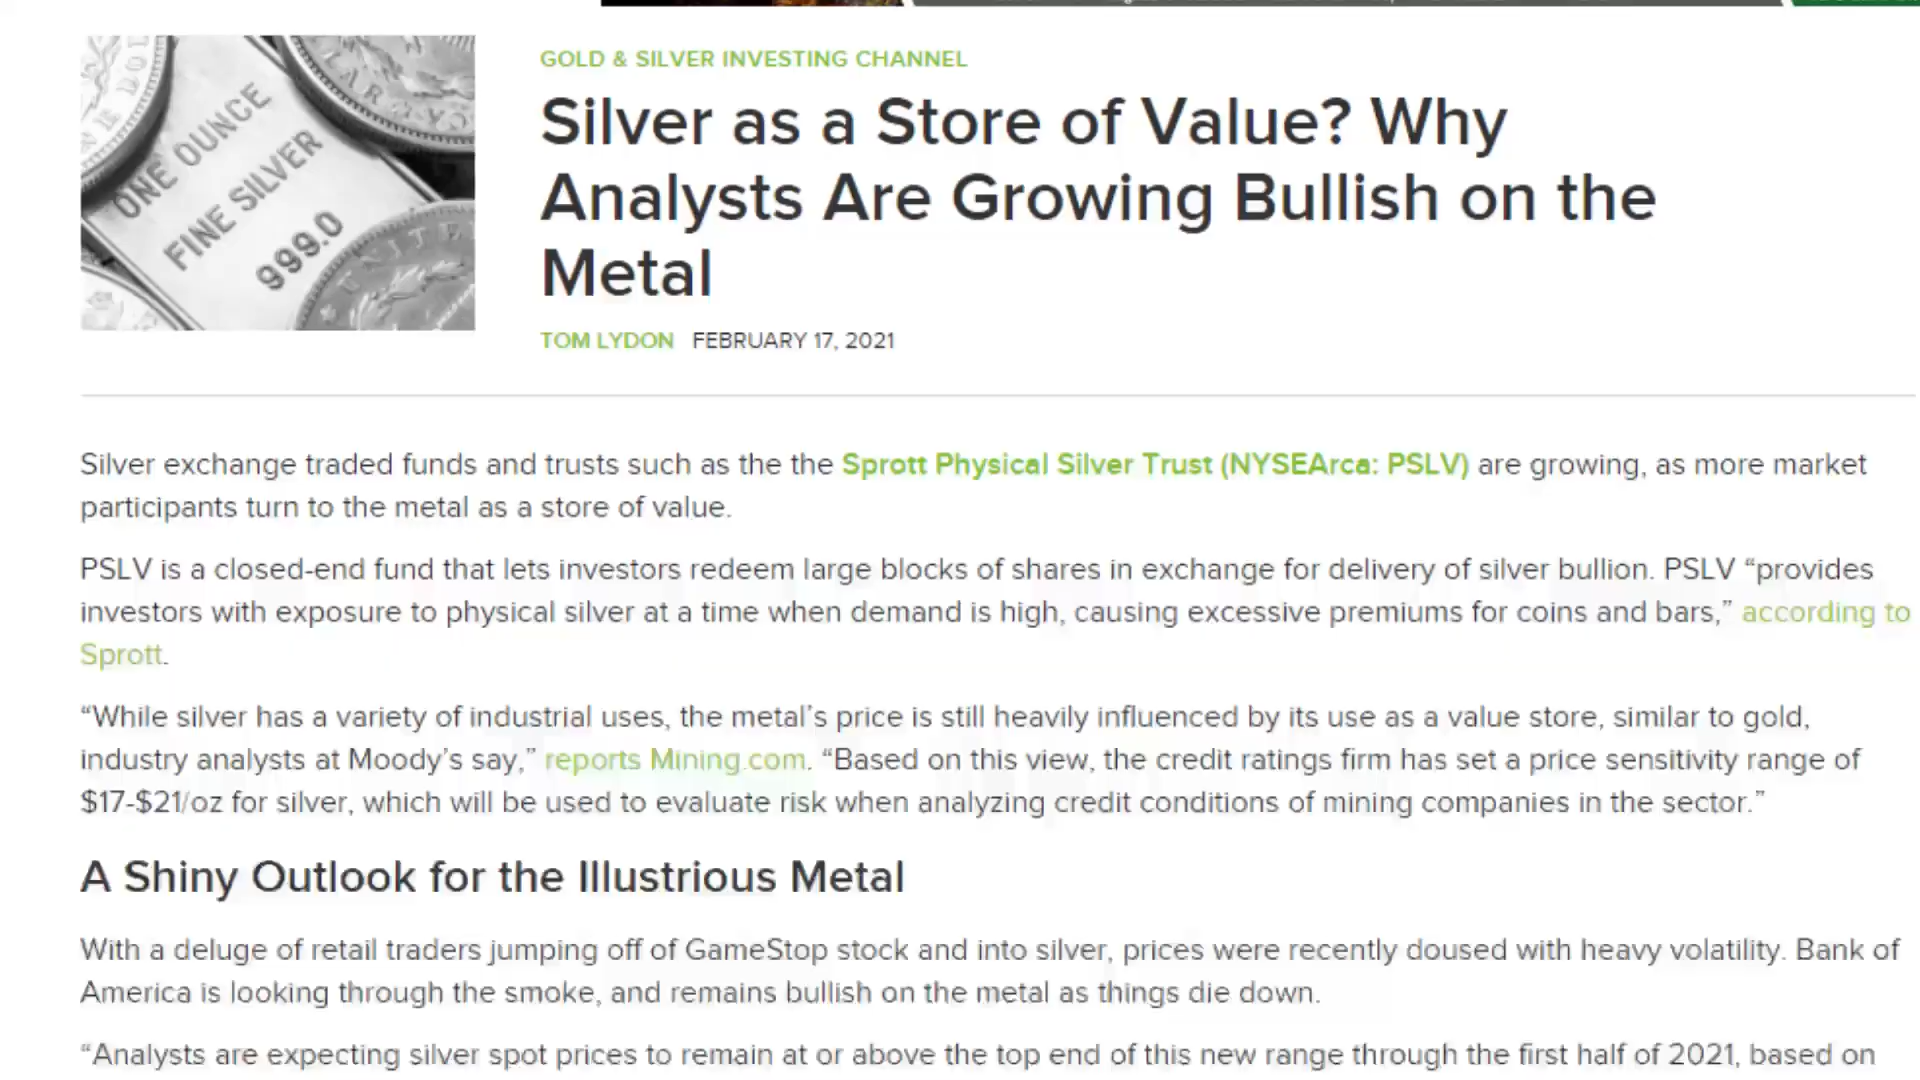 ONE OUNCE
FINE SILVER
999.0
GOLD & SILVER INVESTING CHANNEL
Silver as a Store of Value? Why
Analysts Are Growing Bullish on the
Metal
TOM LYDON FEBRUARY 17, 2021
Silver exchange traded funds and trusts such as the the Sprott Physical Silver Trust (NYSEArca: PSLV) are growing, as more market
participants turn to the metal as a store of value.
PSLV is a closed-end fund that lets investors redeem large blocks of shares in exchange for delivery of silver bullion. PSLV “provides
investors with exposure to physical silver at a time when demand is high, causing excessive premiums for coins and bars,” according to
Sprott.
“While silver has a variety of industrial uses, the metal’s price is still heavily influenced by its use as a value store, similar to gold,
industry analysts at Moody’s say,” reports Mining.com. “Based on this view, the credit ratings firm has set a price sensitivity range of
$17-$21/oz for silver, which will be used to evaluate risk when analyzing credit conditions of mining companies in the sector.”
A Shiny Outlook for the Illustrious Metal
With a deluge of retail traders jumping off of GameStop stock and into silver, prices were recently doused with heavy volatility. Bank of
America is looking through the smoke, and remains bullish on the metal as things die down.
“Analysts are expecting silver spot prices to remain at or above the top end of this new range through the first half of 2021, based on